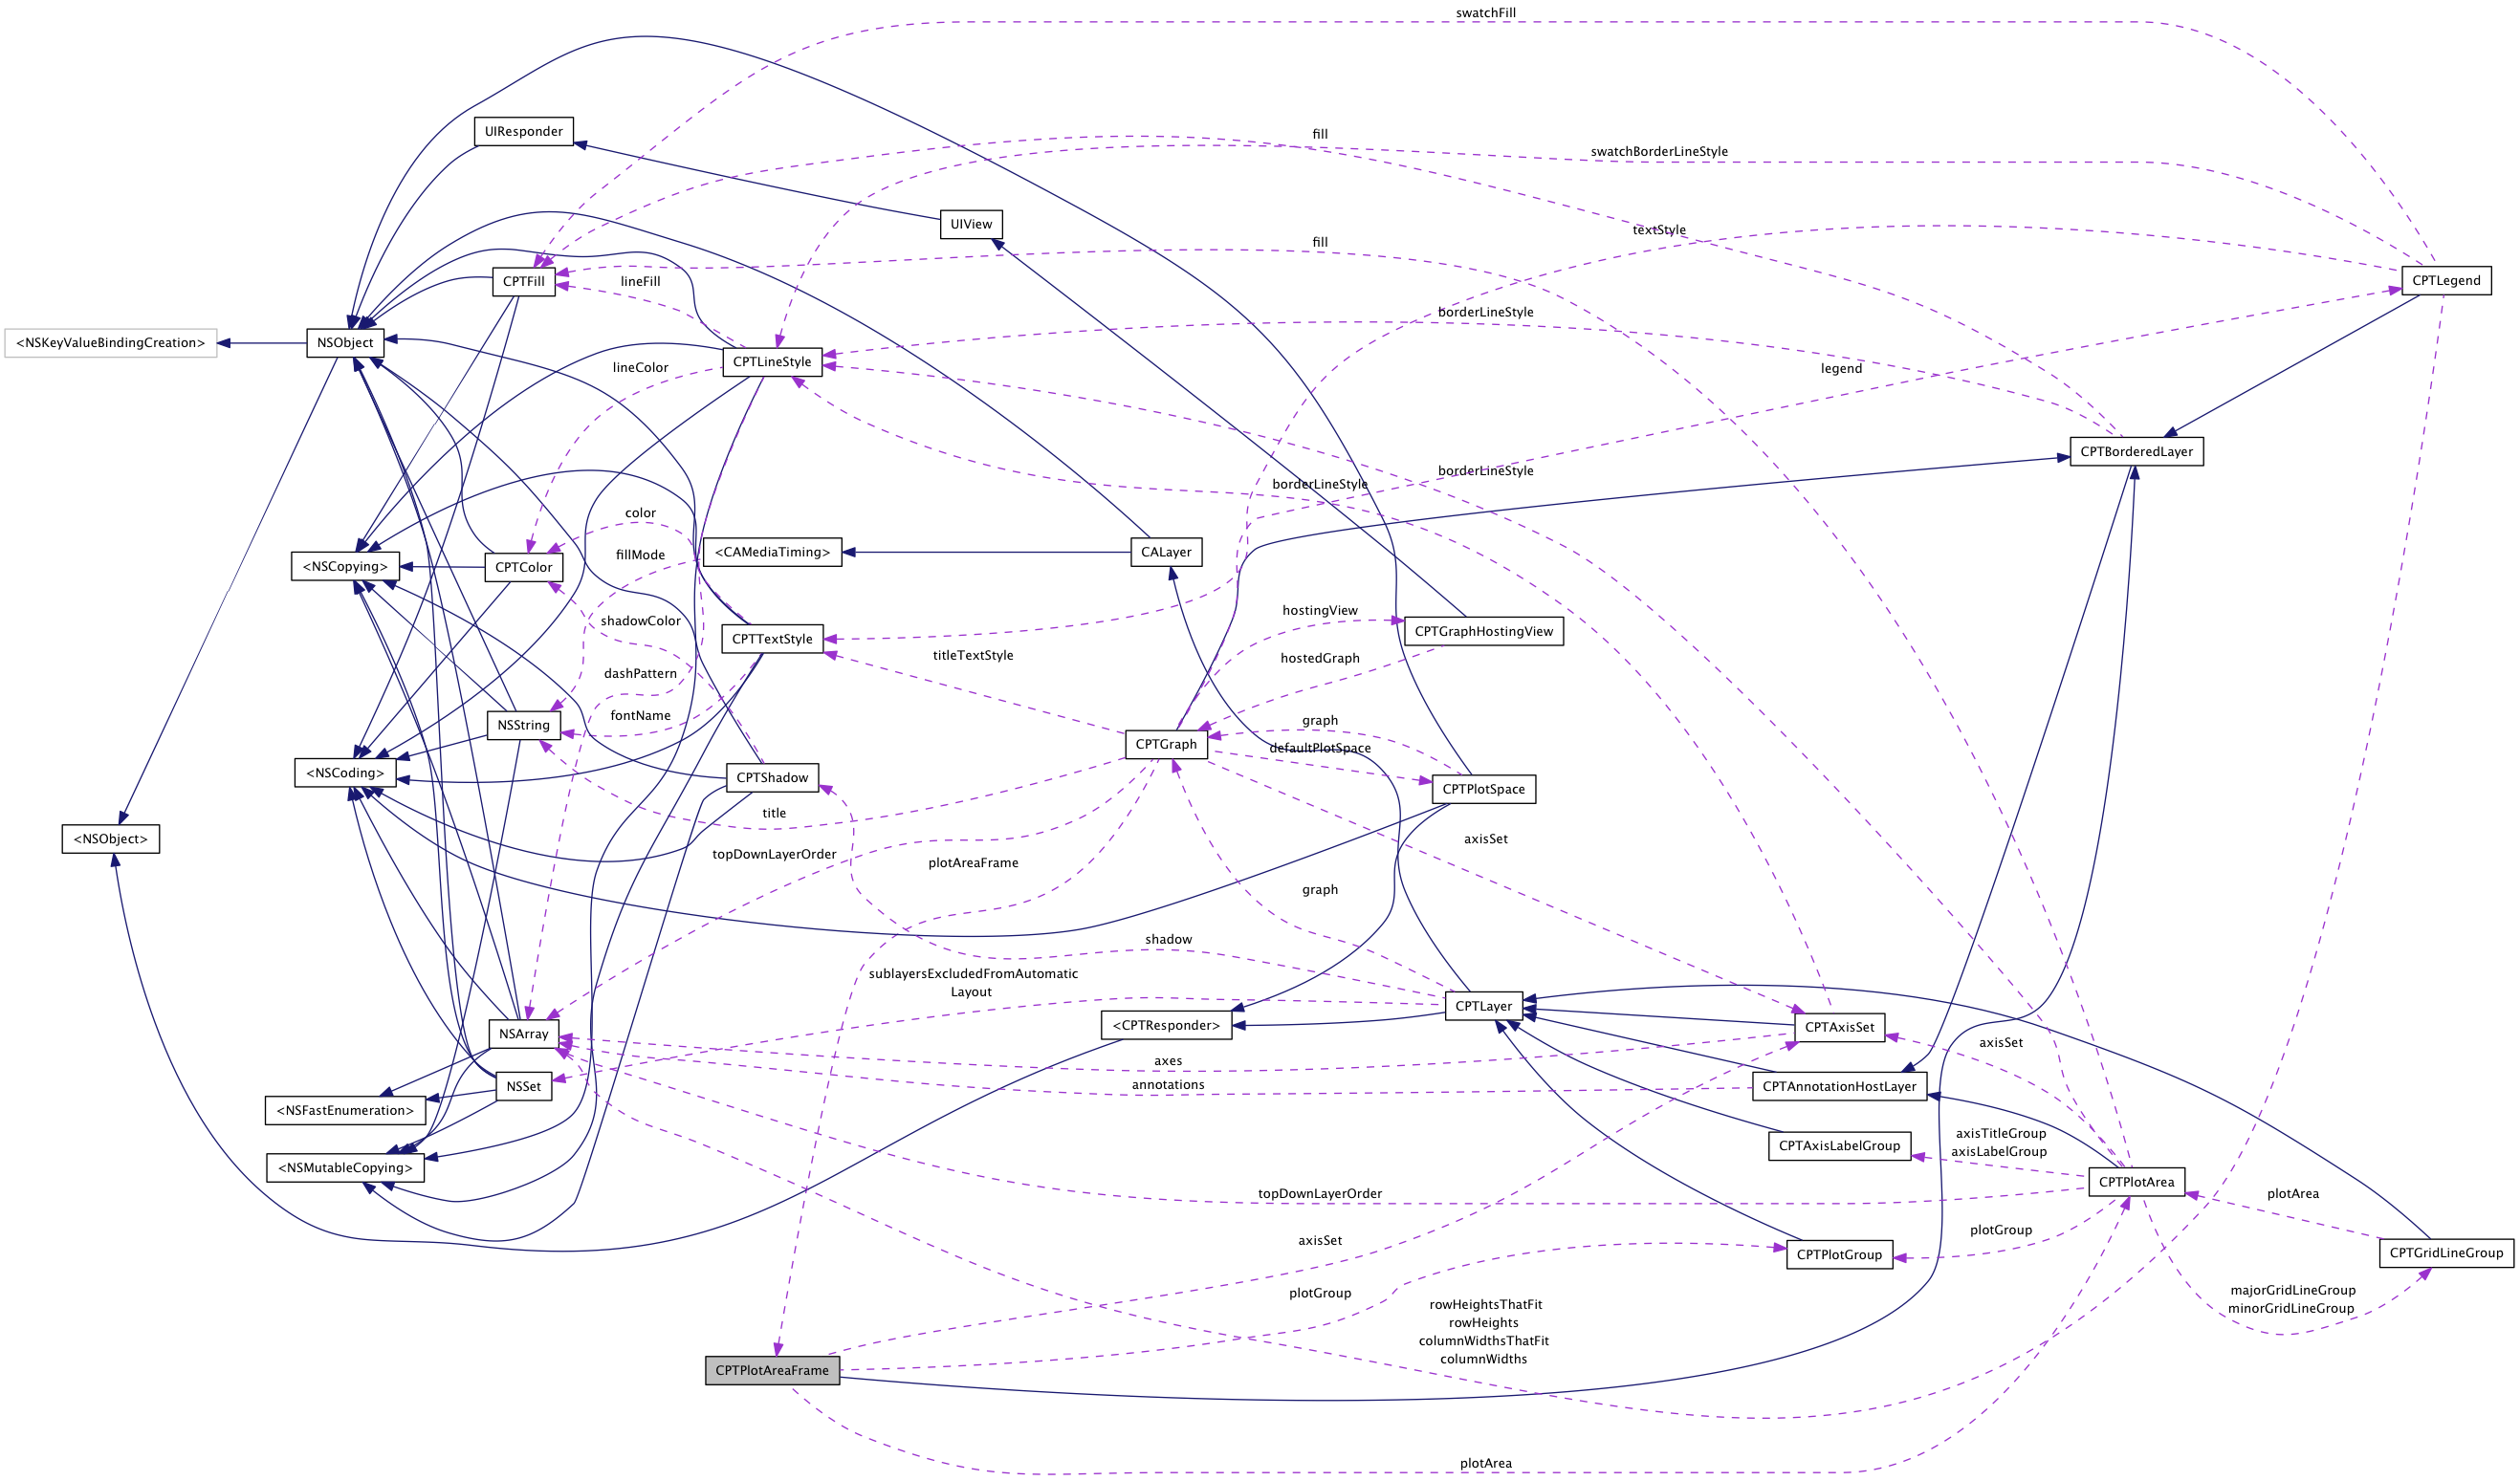 swatchFill
UIResponder
fill
swatchBorderLineStyle
UIView
textStyle
fill
CPTFill
lineFill
CPTLegend
borderLineStyle
<NSKeyValueBindingCreation>
NSObject
CPTLineStyle
lineColor
legend
CPTBorderedLayer
borderLineStyle
borderLineStyle
color
fillMode
<CAMediaTiming>
CALayer
<NSCopying>
CPTColor
hostingView
shadowColor
CPTTextStyle
CPTGraphHostingView
titleTextStyle
hostedGraph
dashPattern
fontName
NSString
graph
CPTGraph
defaultPlotSpace
<NSCoding>
CPTShadow
CPTPlotSpace
title
<NSObject>
axisSet
topDownLayerOrder
plotAreaFrame
graph
shadow
sublayersExcludedFromAutomatic
Layout
CPTLayer
NSArray
<CPTResponder>
CPTAxisSet
axisSet
axes
annotations
NSSet
CPTAnnotationHostLayer
<NSFastEnumeration>
axisTitleGroup
axisLabelGroup
CPTAxisLabelGroup
<NSMutableCopying>
CPTPlotArea
topDownLayerOrder
plotArea
plotGroup
axisSet
CPTPlotGroup
CPTGridLineGroup
plotGroup
majorGridLineGroup
minorGridLineGroup
rowHeightsThatFit
rowHeights
columnWidthsThatFit
columnWidths
CPTPlotAreaFrame
plotArea